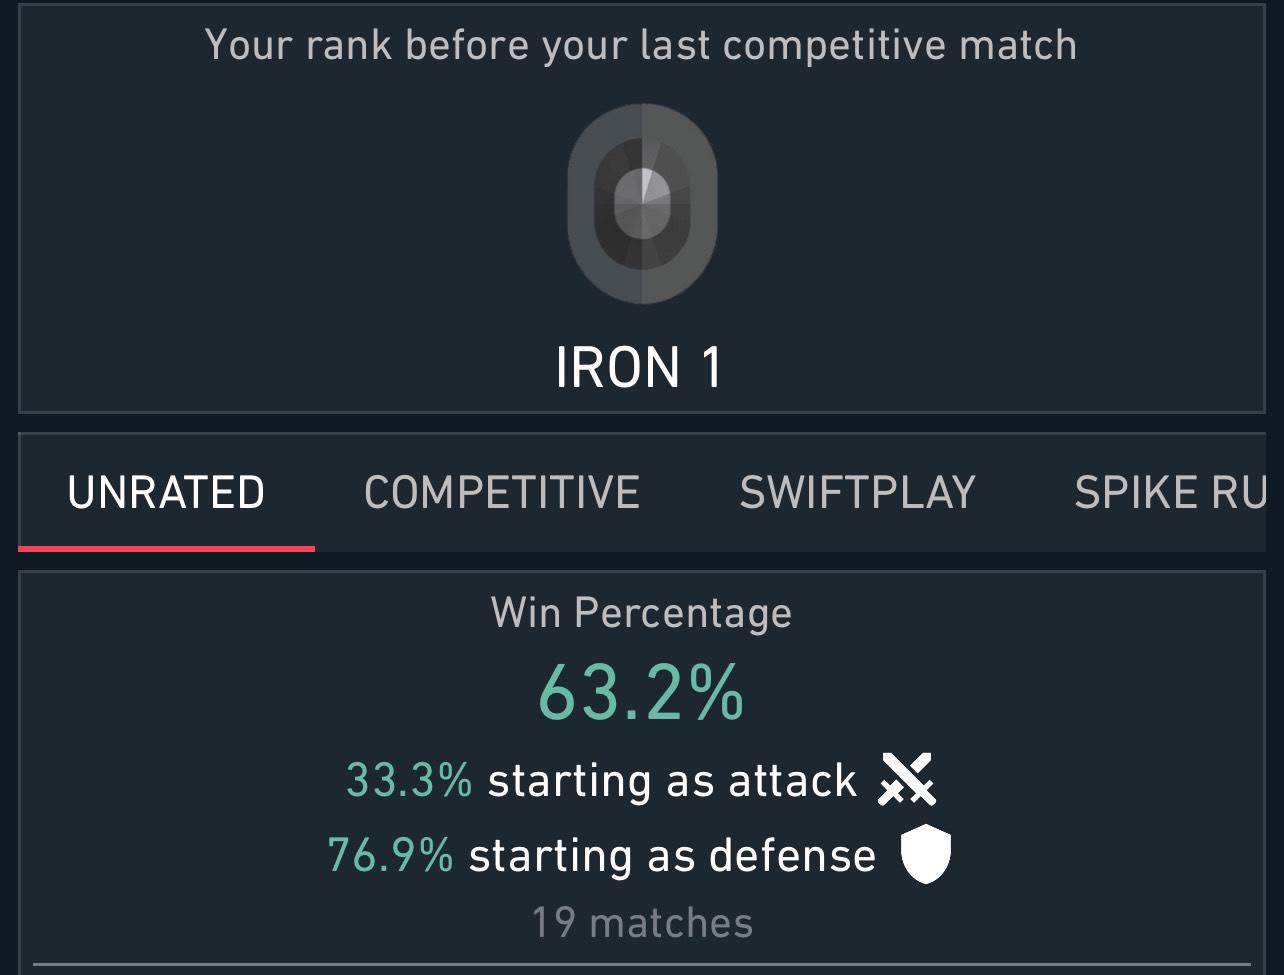 Your rank before your last competitive match
IRON 1
UNRATED COMPETITIVE SWIFTPLAY SPIKE RU
Win Percentage
63.2%
33.3% starting as attack
76.9% starting as defense
19 matches